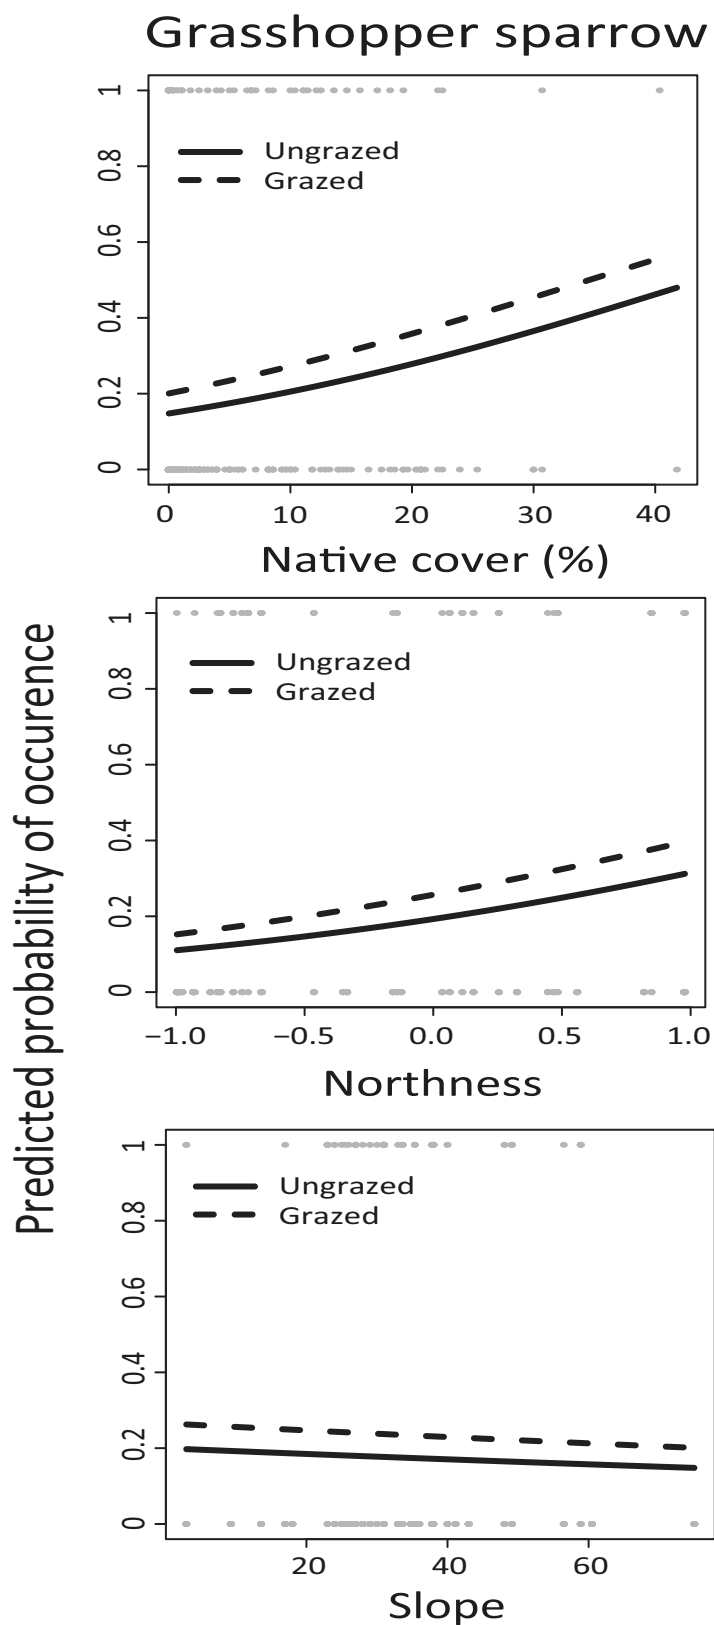 Grasshopper sparrow
1
0.8
0.6
0.4
0.2
0
Ungrazed
Grazed
0
10
20
30
40
Native cover (%)
Predicted probability of occurence
1
0.8
0.6
0.4
0.2
0
Ungrazed
Grazed
−1.0
−0.5
0.0
0.5
1.0
Northness
1
0.8
0.6
0.4
0.2
0
Ungrazed
Grazed
20
40
60
Slope